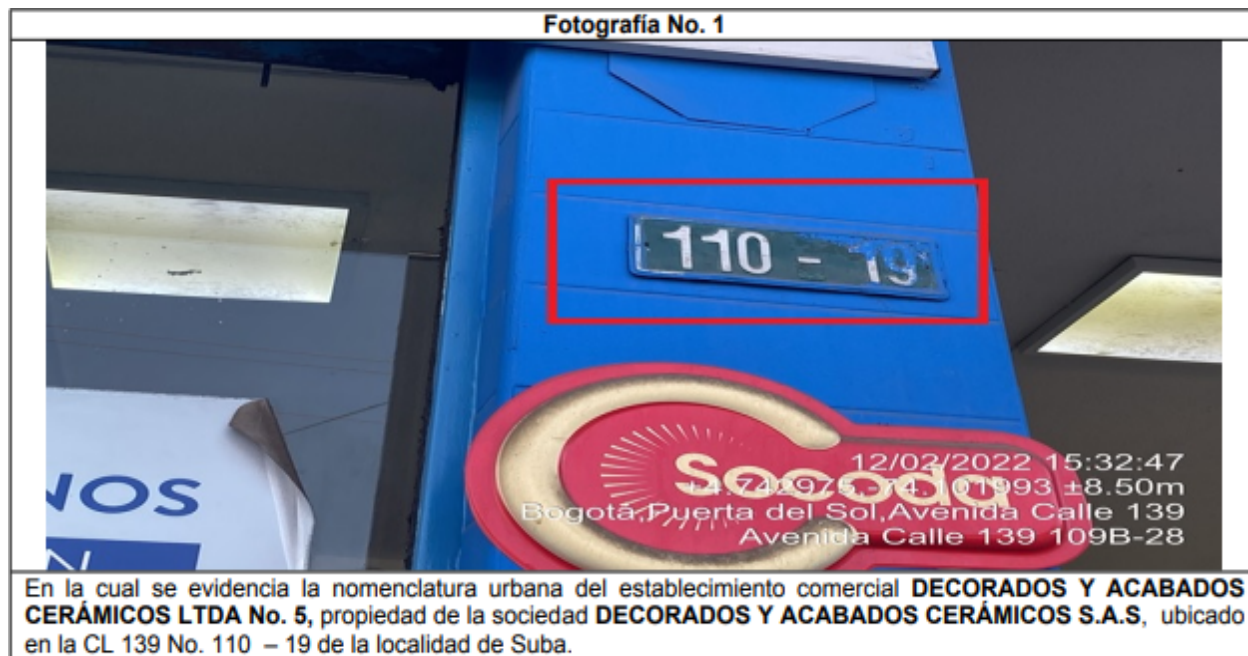 Fotografía No. 1
110 - 19
NOS
N
Socoda
12/02/2022 15:32:47
+4.742975,-74.101993 ±8.50m
Bogotá,Puerta del Sol,Avenida Calle 139
Avenida Calle 139 109B-28
En la cual se evidencia la nomenclatura urbana del establecimiento comercial DECORADOS Y ACABADOS
CERÁMICOS LTDA No. 5, propiedad de la sociedad DECORADOS Y ACABADOS CERÁMICOS S.A.S, ubicado
en la CL 139 No. 110 – 19 de la localidad de Suba.